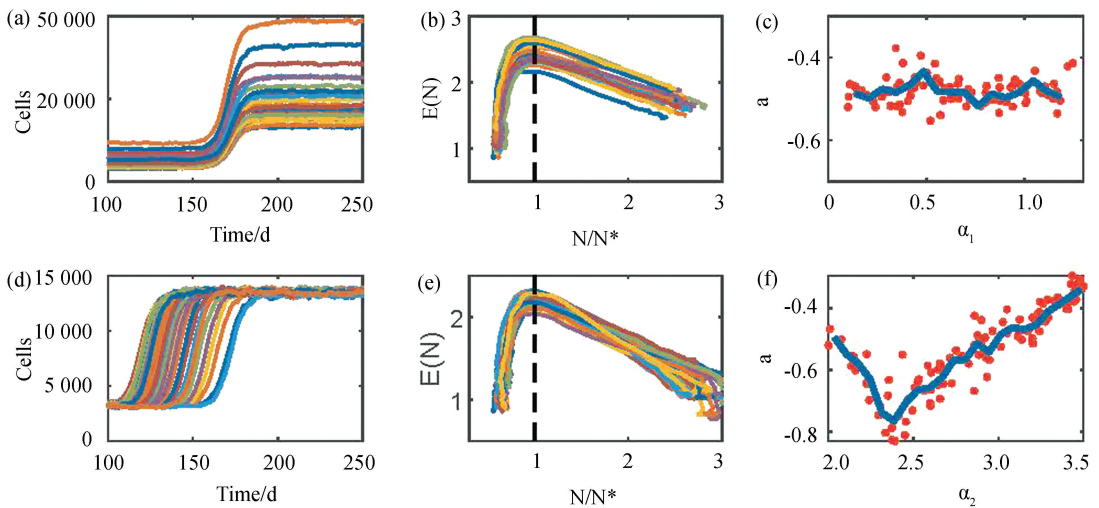 (a)
50 000
20 000
0
Cells
100
150
200
250
Time/d
(b)
3
2
1
E(N)
1
2
3
N/N*
(c)
-0.4
-0.6
a
0
0.5
1.0
α1
(d)
15 000
10 000
5 000
0
Cells
100
150
200
250
Time/d
(e)
2
1
E(N)
1
2
3
N/N*
(f)
-0.4
-0.6
-0.8
a
2.0
2.5
3.0
3.5
α2